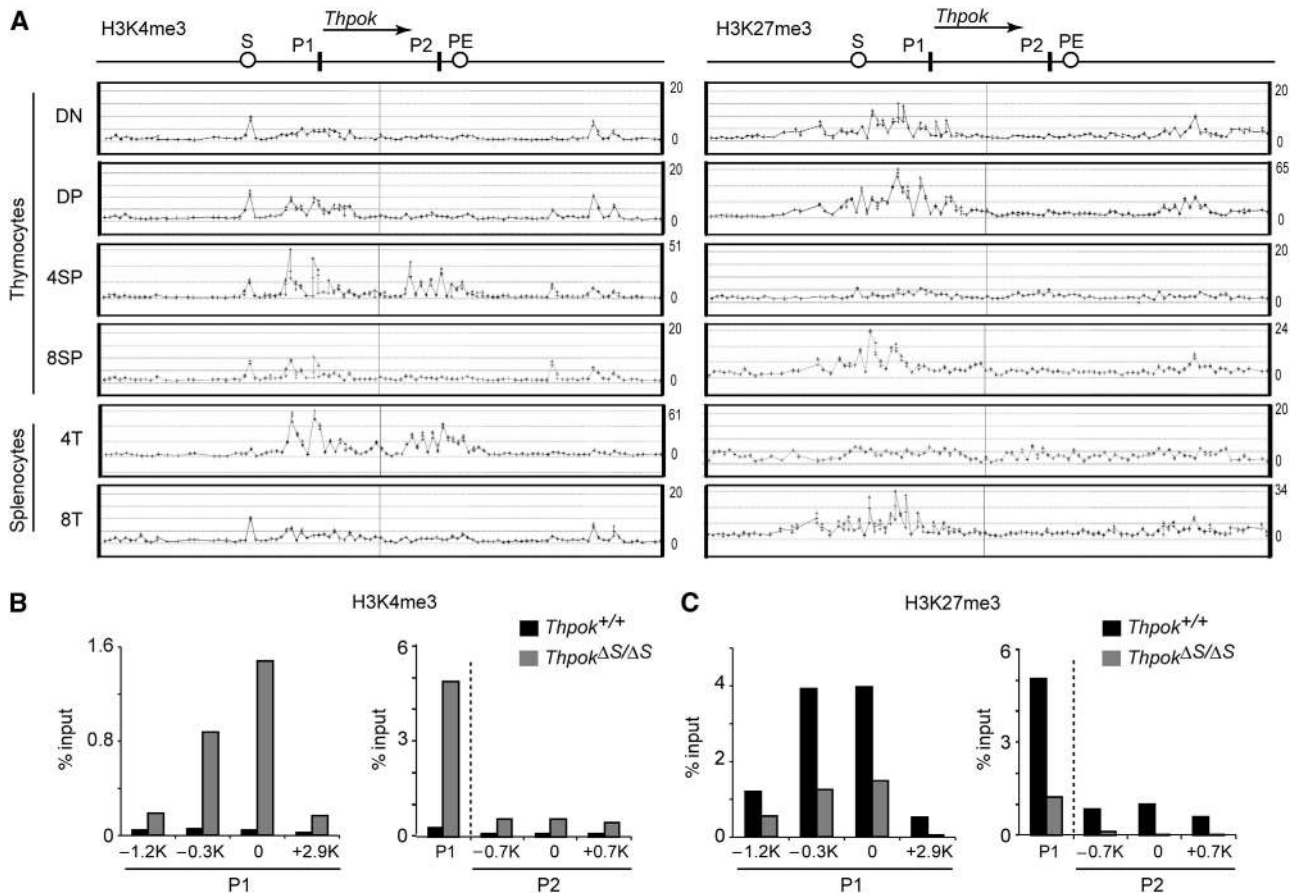 A
H3K4me3
Thpok
S
P1
P2
PE
H3K27me3
Thpok
S
P1
P2
PE
Thymocytes
Splenocytes
DN
20
0
20
0
DP
20
0
65
0
4SP
51
0
20
0
8SP
20
0
24
0
4T
61
0
20
0
8T
20
0
34
0
B
H3K4me3
Thpok+/+
ThpokΔS/ΔS
% input
1.6
0.8
0
−1.2K −0.3K 0 +2.9K
P1
% input
6
3
0
P1 −0.7K 0 +0.7K
P2
C
H3K27me3
Thpok+/+
ThpokΔS/ΔS
% input
4
2
1
0
−1.2K −0.3K 0 +2.9K
P1
% input
6
3
0
P1 −0.7K 0 +0.7K
P2